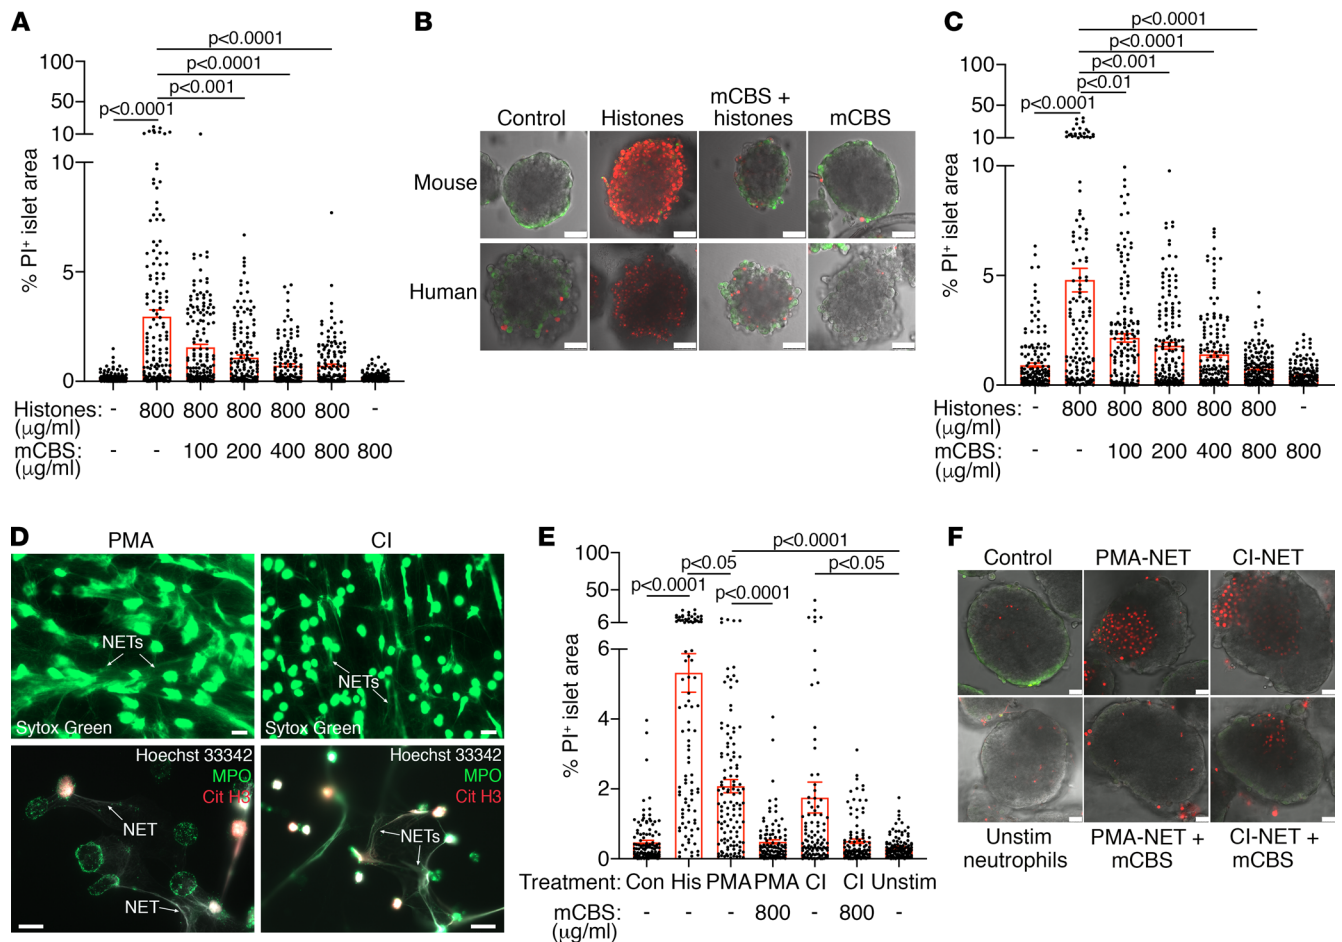 A
p<0.0001
p<0.0001
p<0.001
p<0.0001
100
50
10
10
5
0
% PI+ islet area
Histones: - 800 800 800 800 800 -
(µg/ml)
mCBS: - - 100 200 400 800 800
(µg/ml)
B
Control Histones mCBS + histones mCBS
Mouse
Human
C
p<0.0001
p<0.0001
p<0.001
p<0.01
p<0.0001
100
50
10
10
5
0
% PI+ islet area
Histones: - 800 800 800 800 800 -
(µg/ml)
mCBS: - - 100 200 400 800 800
(µg/ml)
D
PMA CI
NETs
Sytox Green
NETs
Sytox Green
Hoechst 33342
MPO
Cit H3
NET
NET
Hoechst 33342
MPO
Cit H3
NETs
E
p<0.0001
p<0.05 p<0.05
p<0.0001
p<0.0001
100
50
6
6
4
2
0
% PI+ islet area
Treatment: Con His PMA PMA CI CI Unstim
mCBS: - - - 800 - 800 -
(µg/ml)
F
Control PMA-NET CI-NET
Unstim neutrophils PMA-NET + mCBS CI-NET + mCBS